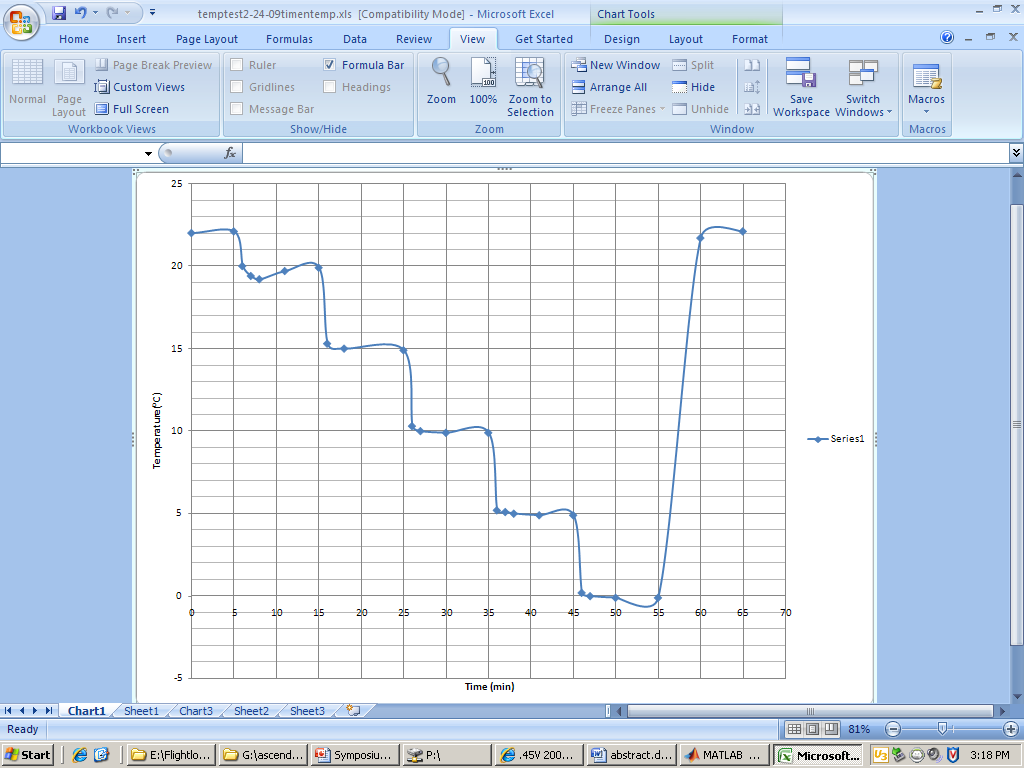 temptest2-24-09timentemp.xls [Compatibility Mode] - Microsoft Excel
Chart Tools
Home Insert Page Layout Formulas Data Review View Get Started Design Layout Format
Normal
Page Layout
Page Break Preview
Custom Views
Full Screen
Workbook Views
Ruler
Gridlines
Message Bar
Formula Bar
Headings
Show/Hide
Zoom
100%
Zoom to Selection
Zoom
New Window
Arrange All
Freeze Panes
Split
Hide
Unhide
Save Workspace
Switch Windows
Window
Macros
Macros
fx
25
20
15
10
5
0
-5
Temperature(°C)
0 5 10 15 20 25 30 35 40 45 50 55 60 65 70
Time (min)
Series1
Chart1 Sheet1 Chart3 Sheet2 Sheet3
Ready
81%
Start
E:\Flightlo...
G:\ascend...
Symposiu...
P:\
.45V 200...
abstract.d...
MATLAB ...
Microsoft...
3:18 PM